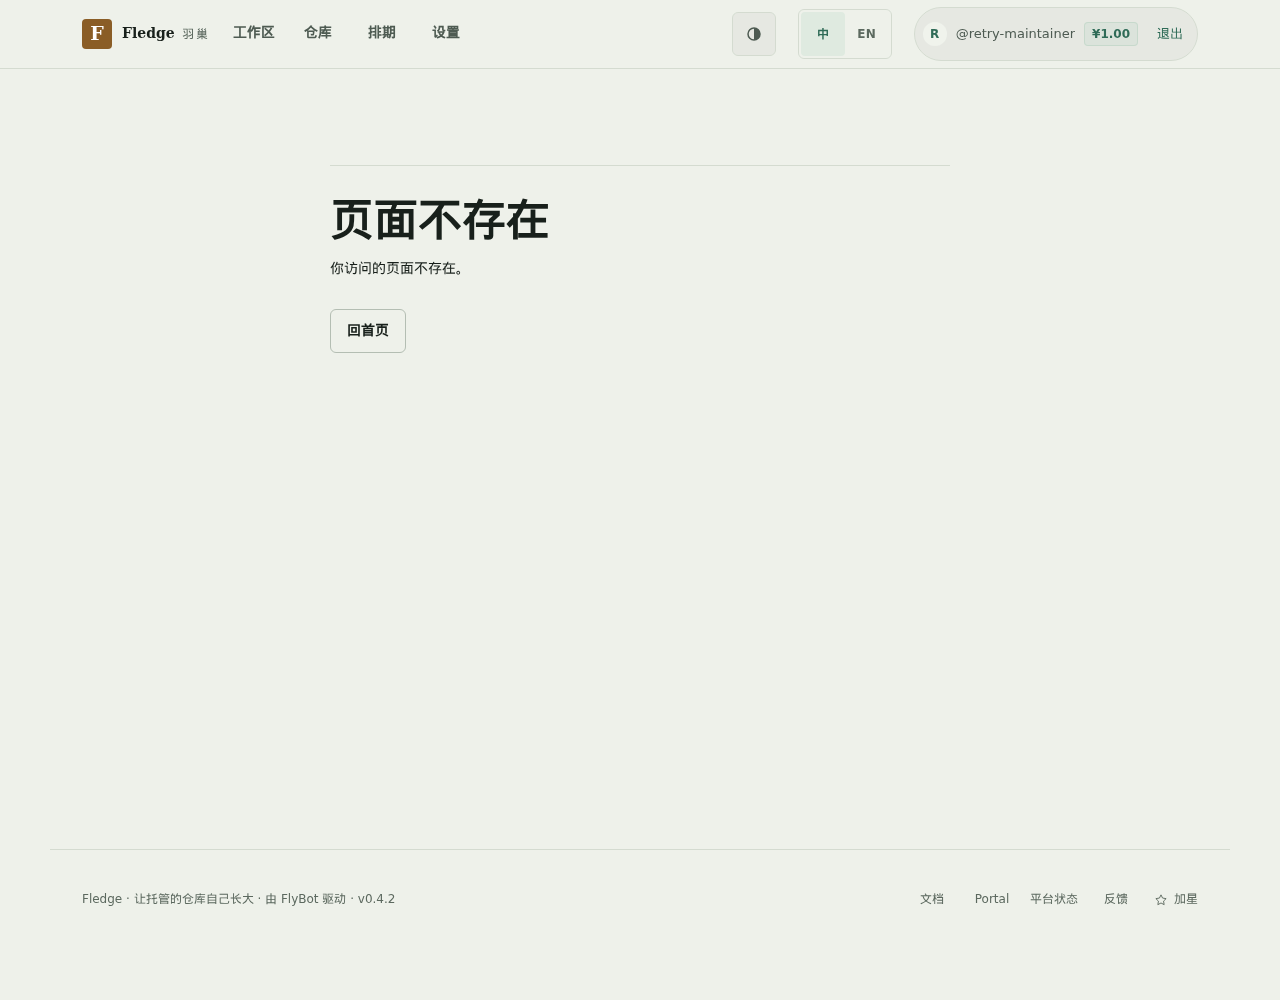 F Fledge 羽巢 工作区 仓库 排期 设置 中 EN R @retry-maintainer ¥1.00 退出
页面不存在
你访问的页面不存在。
回首页
Fledge · 让托管的仓库自己长大 · 由 FlyBot 驱动 · v0.4.2 文档 Portal 平台状态 反馈 加星